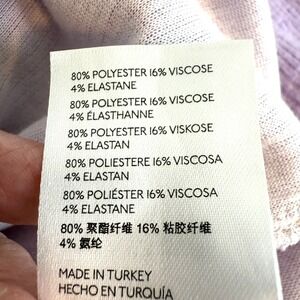 80% POLYESTER 16% VISCOSE
4% ELASTANE
80% POLYESTER 16% VISCOSE
4% ÉLASTHANNE
80% POLYESTER 16% VISKOSE
4% ELASTAN
80% POLIESTERE 16% VISCOSA
4% ELASTAN
80% POLIÉSTER 16% VISCOSA
4% ELASTANE
80% 聚酯纤维 16% 粘胶纤维
4% 氨纶
MADE IN TURKEY
HECHO EN TURQUÍA